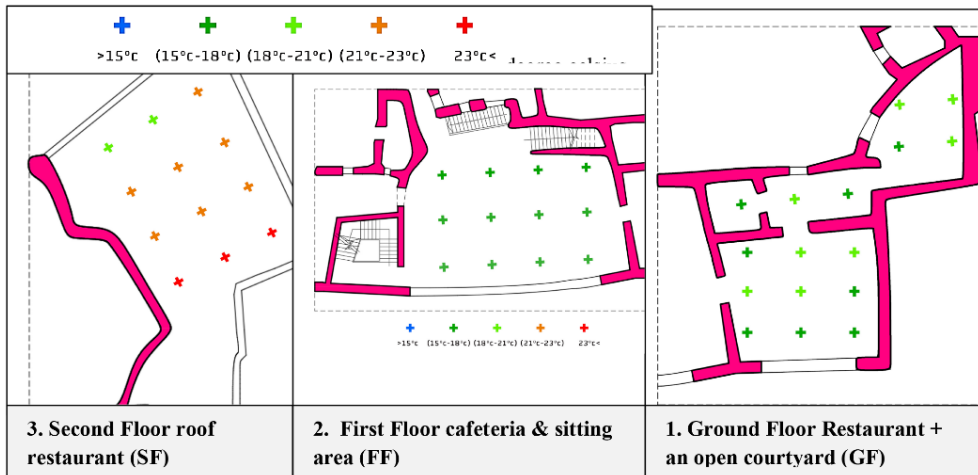 >15°c (15°c-18°c) (18°c-21°c) (21°c-23°c) 23°c<
>15°c (15°c-18°c) (18°c-21°c) (21°c-23°c) 23°c<
3. Second Floor roof
restaurant (SF)
2. First Floor cafeteria & sitting
area (FF)
1. Ground Floor Restaurant +
an open courtyard (GF)